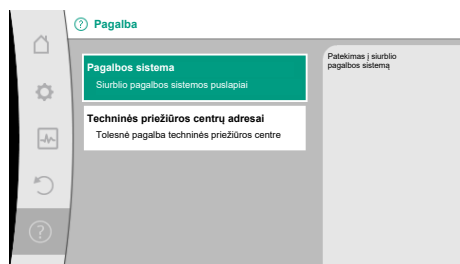 Pagalba
Pagalbos sistema
Siurblio pagalbos sistemos puslapiai
Techninės priežiūros centrų adresai
Tolesnė pagalba techninės priežiūros centre
Patekimas į siurblio
pagalbos sistemą